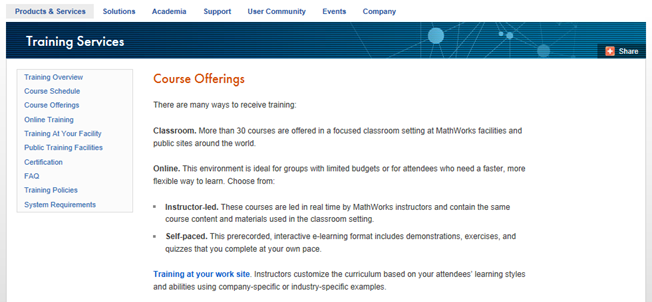 Products & Services Solutions Academia Support User Community Events Company
Training Services
Share
Training Overview
Course Schedule
Course Offerings
Online Training
Training At Your Facility
Public Training Facilities
Certification
FAQ
Training Policies
System Requirements
Course Offerings
There are many ways to receive training:
Classroom. More than 30 courses are offered in a focused classroom setting at MathWorks facilities and
public sites around the world.
Online. This environment is ideal for groups with limited budgets or for attendees who need a faster, more
flexible way to learn. Choose from:
Instructor-led. These courses are led in real time by MathWorks instructors and contain the same
course content and materials used in the classroom setting.
Self-paced. This prerecorded, interactive e-learning format includes demonstrations, exercises, and
quizzes that you complete at your own pace.
Training at your work site. Instructors customize the curriculum based on your attendees' learning styles
and abilities using company-specific or industry-specific examples.